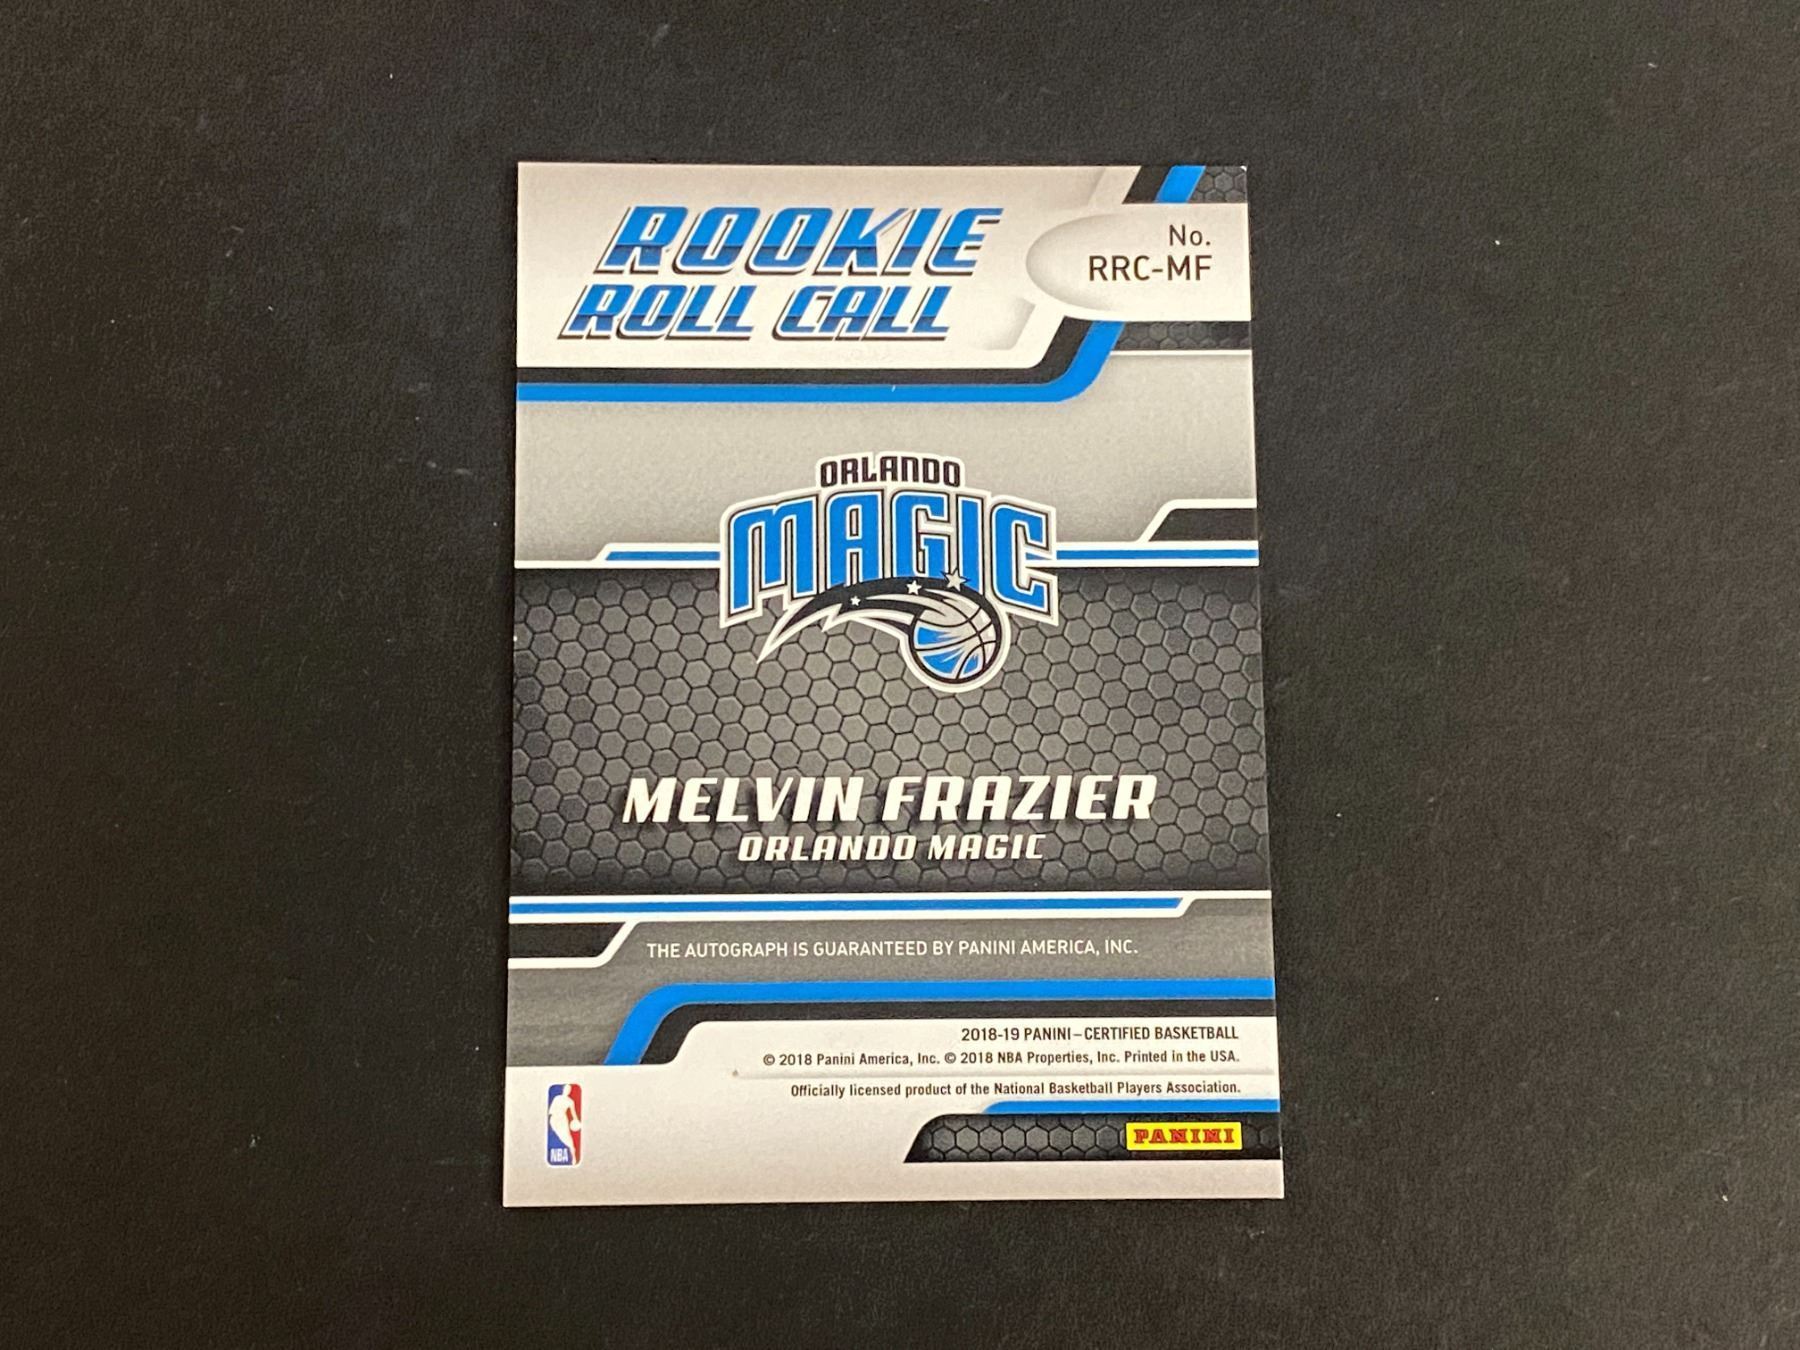 ROOKIE
ROLL CALL
No.
RRC-MF
ORLANDO
MAGIC
MELVIN FRAZIER
ORLANDO MAGIC
THE AUTOGRAPH IS GUARANTEED BY PANINI AMERICA, INC.
2018-19 PANINI – CERTIFIED BASKETBALL
© 2018 Panini America, Inc. © 2018 NBA Properties, Inc. Printed in the USA.
Officially licensed product of the National Basketball Players Association.
NBA
PANINI